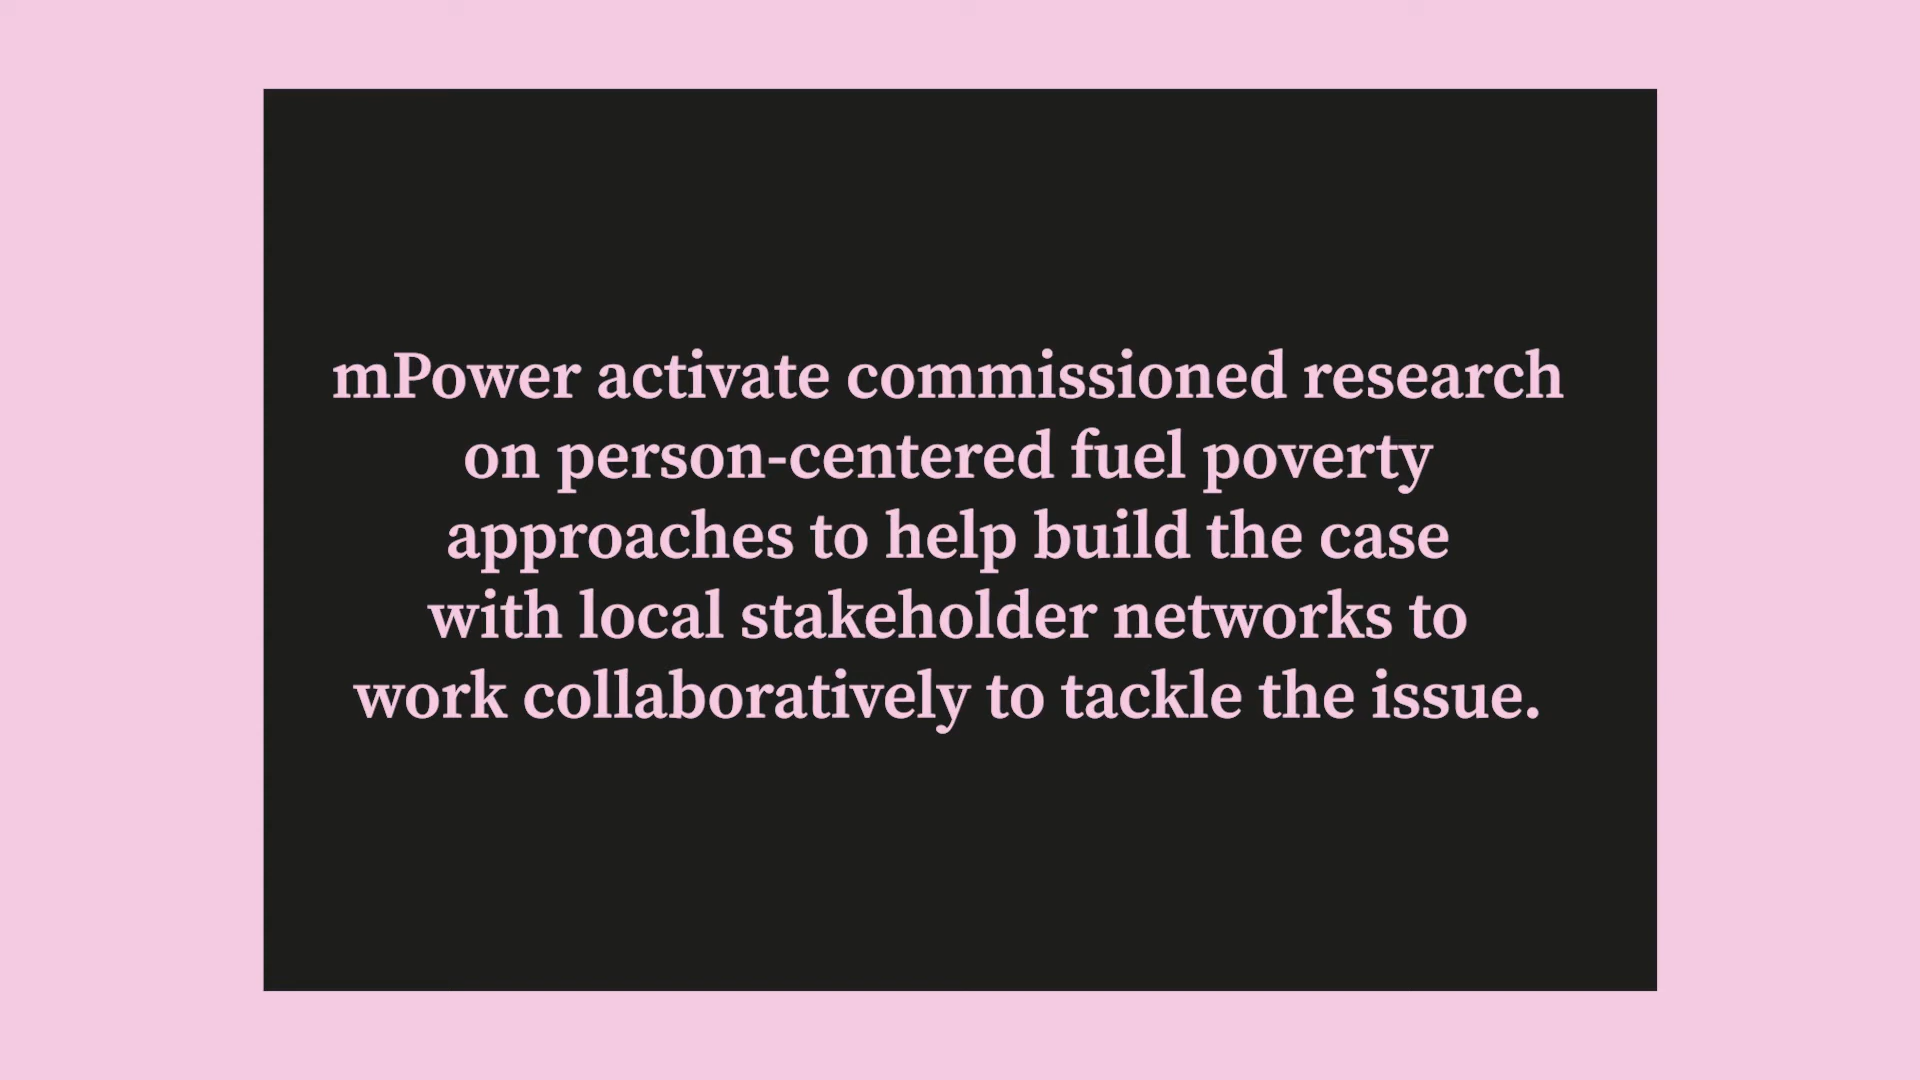 mPower activate commissioned research
on person-centered fuel poverty
approaches to help build the case
with local stakeholder networks to
work collaboratively to tackle the issue.